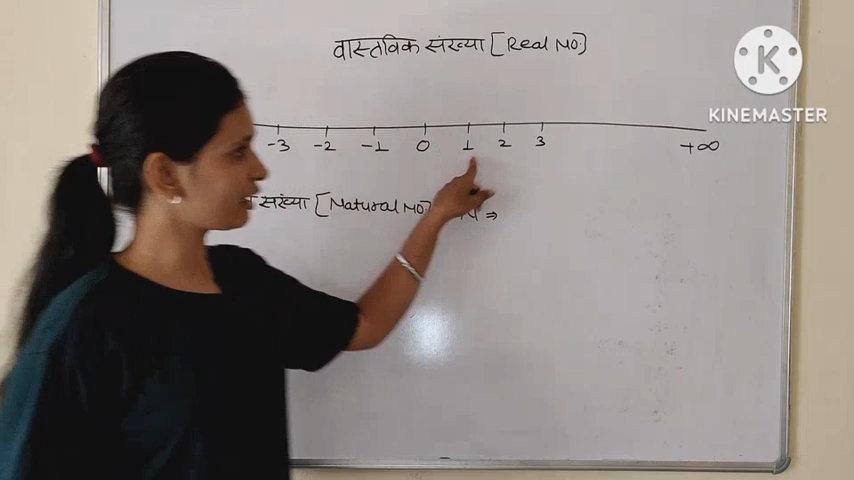 वास्तविक संख्या [Real No.]
-3 -2 -1 0 1 2 3 +∞
संख्या [Natural No] N ⇒
K
KINEMASTER